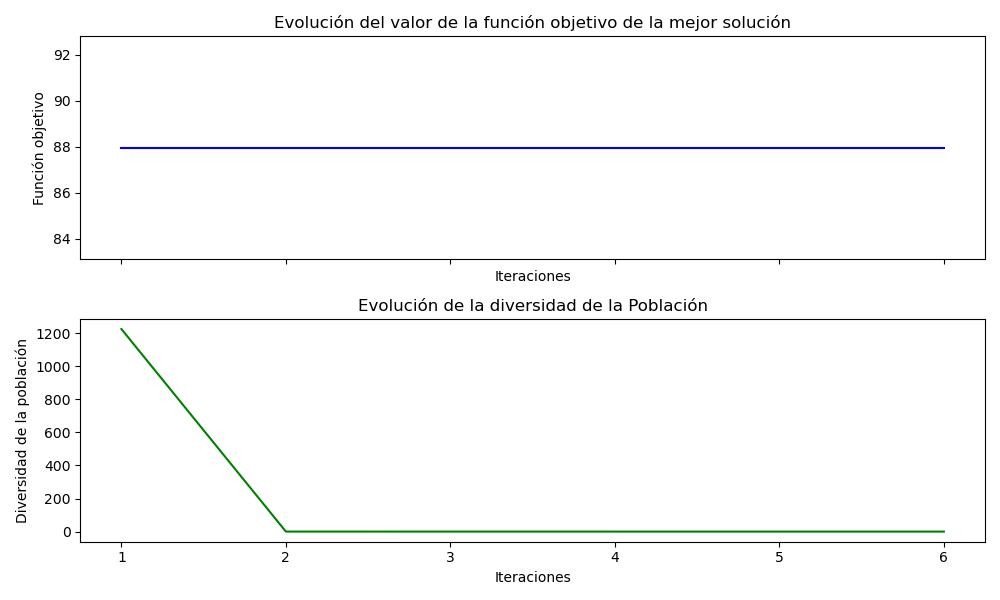 Evolución del valor de la función objetivo de la mejor solución
92
90
88
86
84
Función objetivo
Iteraciones
Evolución de la diversidad de la Población
1200
1000
800
600
400
200
0
Diversidad de la población
1 2 3 4 5 6
Iteraciones